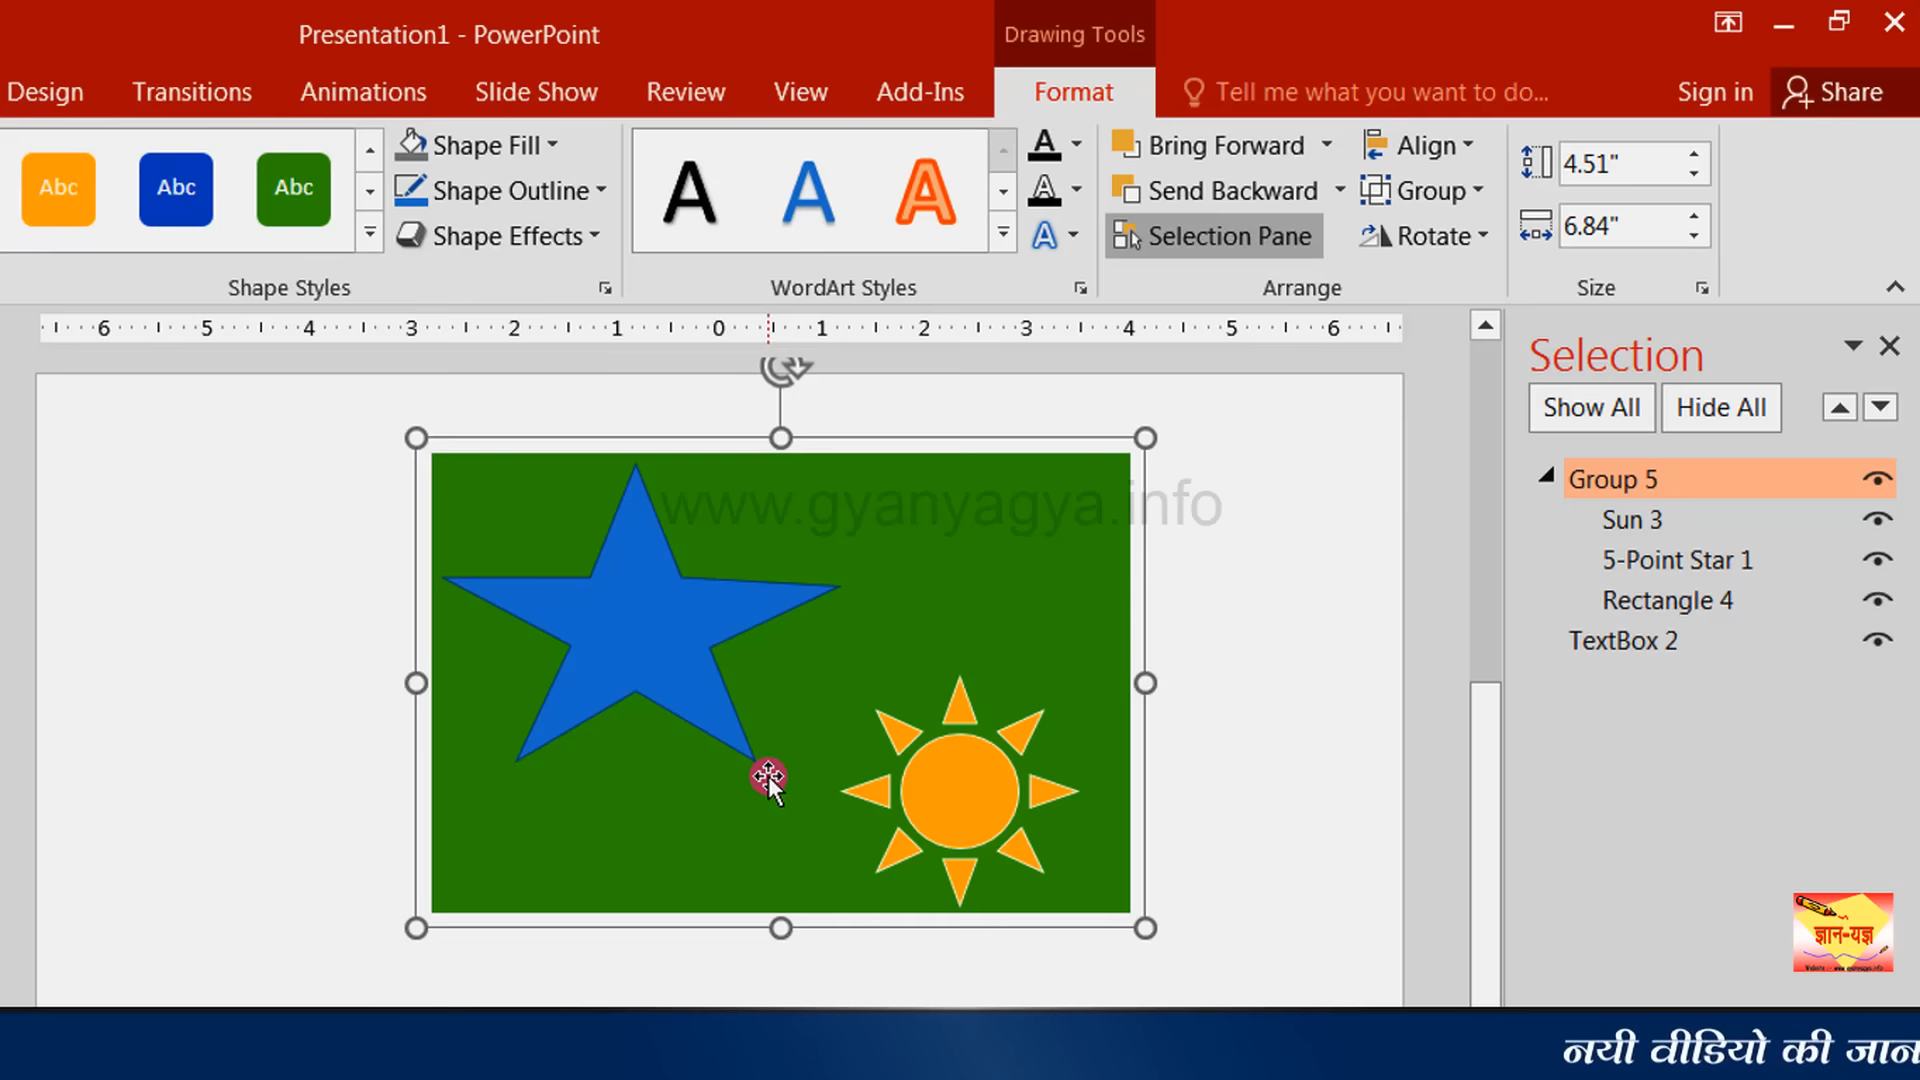 Presentation1 - PowerPoint
Drawing Tools
Design Transitions Animations Slide Show Review View Add-Ins Format Tell me what you want to do... Sign in Share
Abc Abc Abc
Shape Fill
Shape Outline
Shape Effects
Shape Styles
A A A
A
A
A
WordArt Styles
Bring Forward
Send Backward
Selection Pane
Align
Group
Rotate
Arrange
4.51"
6.84"
Size
6 5 4 3 2 1 0 1 2 3 4 5 6
Selection
Show All Hide All
Group 5
Sun 3
5-Point Star 1
Rectangle 4
TextBox 2
www.gyanyagya.info
ज्ञान-यज्ञ
नयी वीडियो की जान